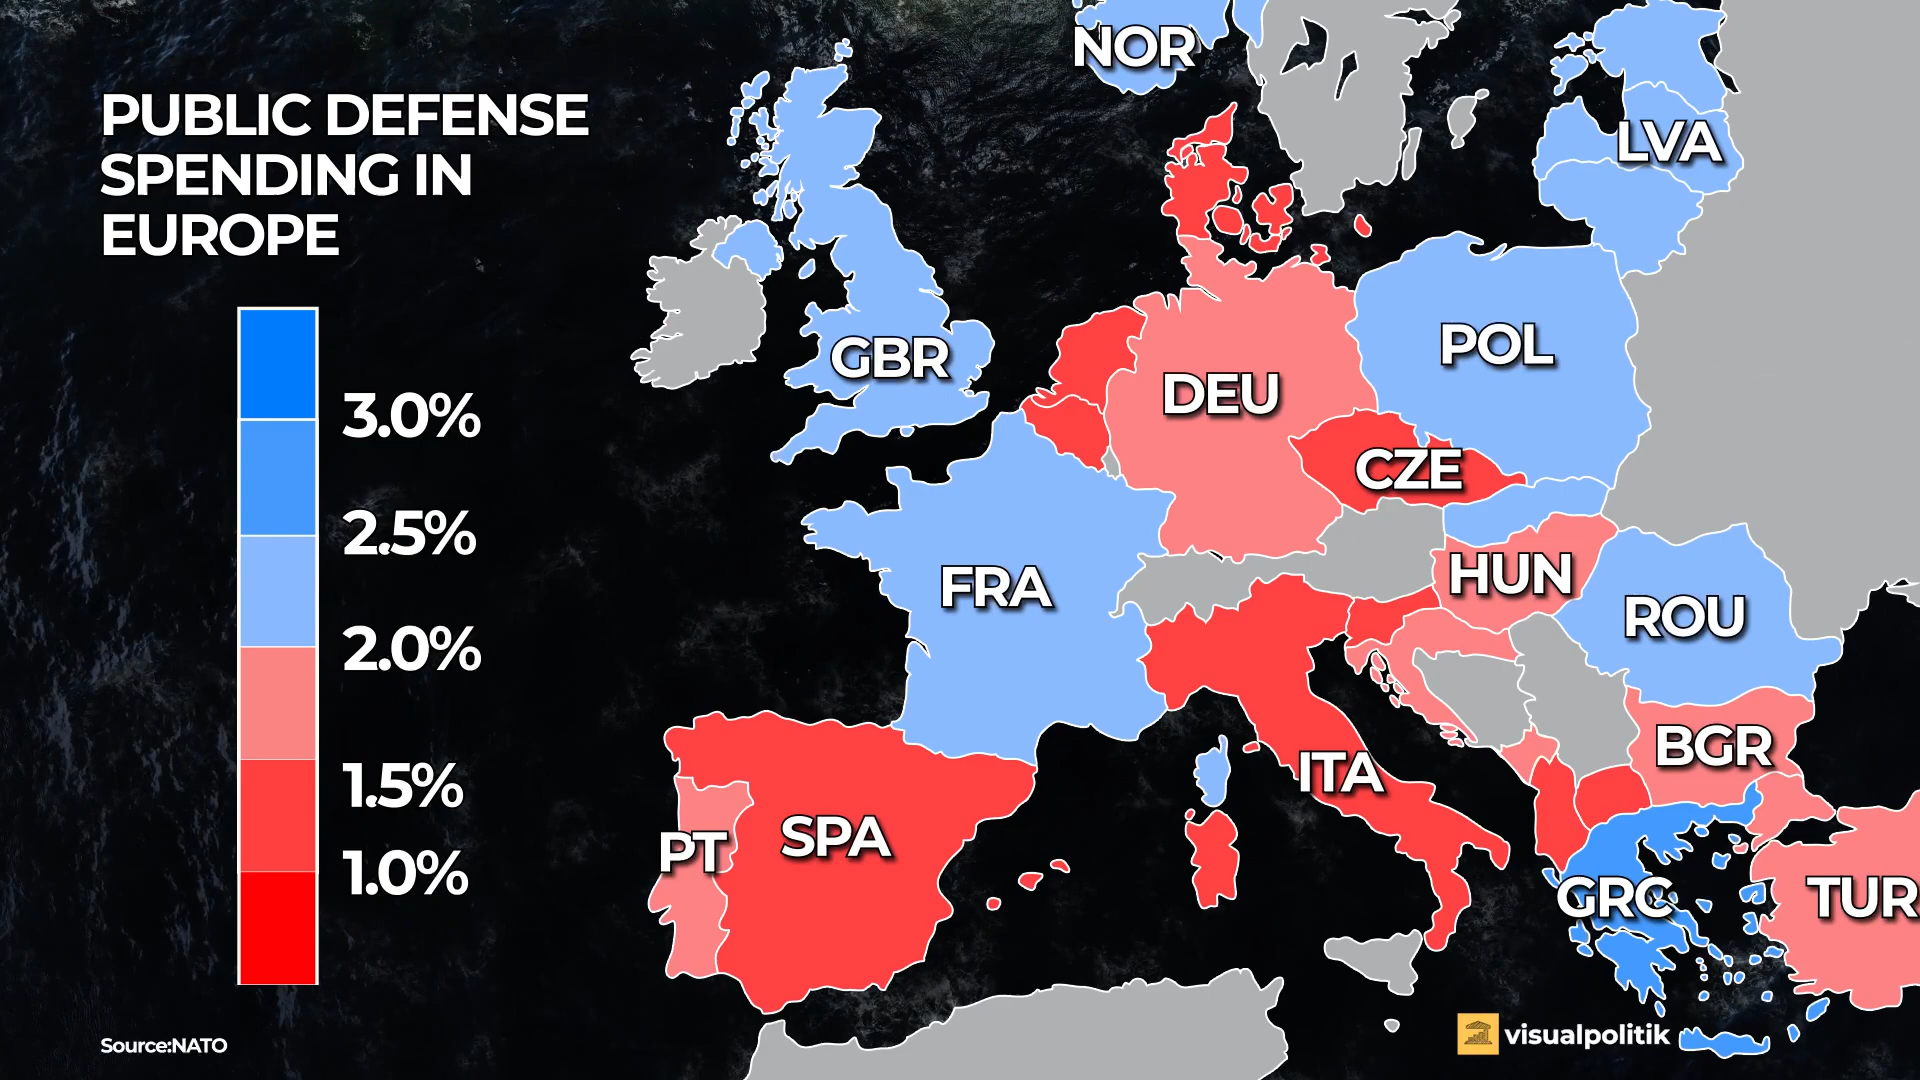 PUBLIC DEFENSE
SPENDING IN
EUROPE
3.0%
2.5%
2.0%
1.5%
1.0%
NOR
LVA
GBR
POL
DEU
CZE
FRA
HUN
ROU
BGR
ITA
PT
SPA
GRC
TUR
Source:NATO
visualpolitik